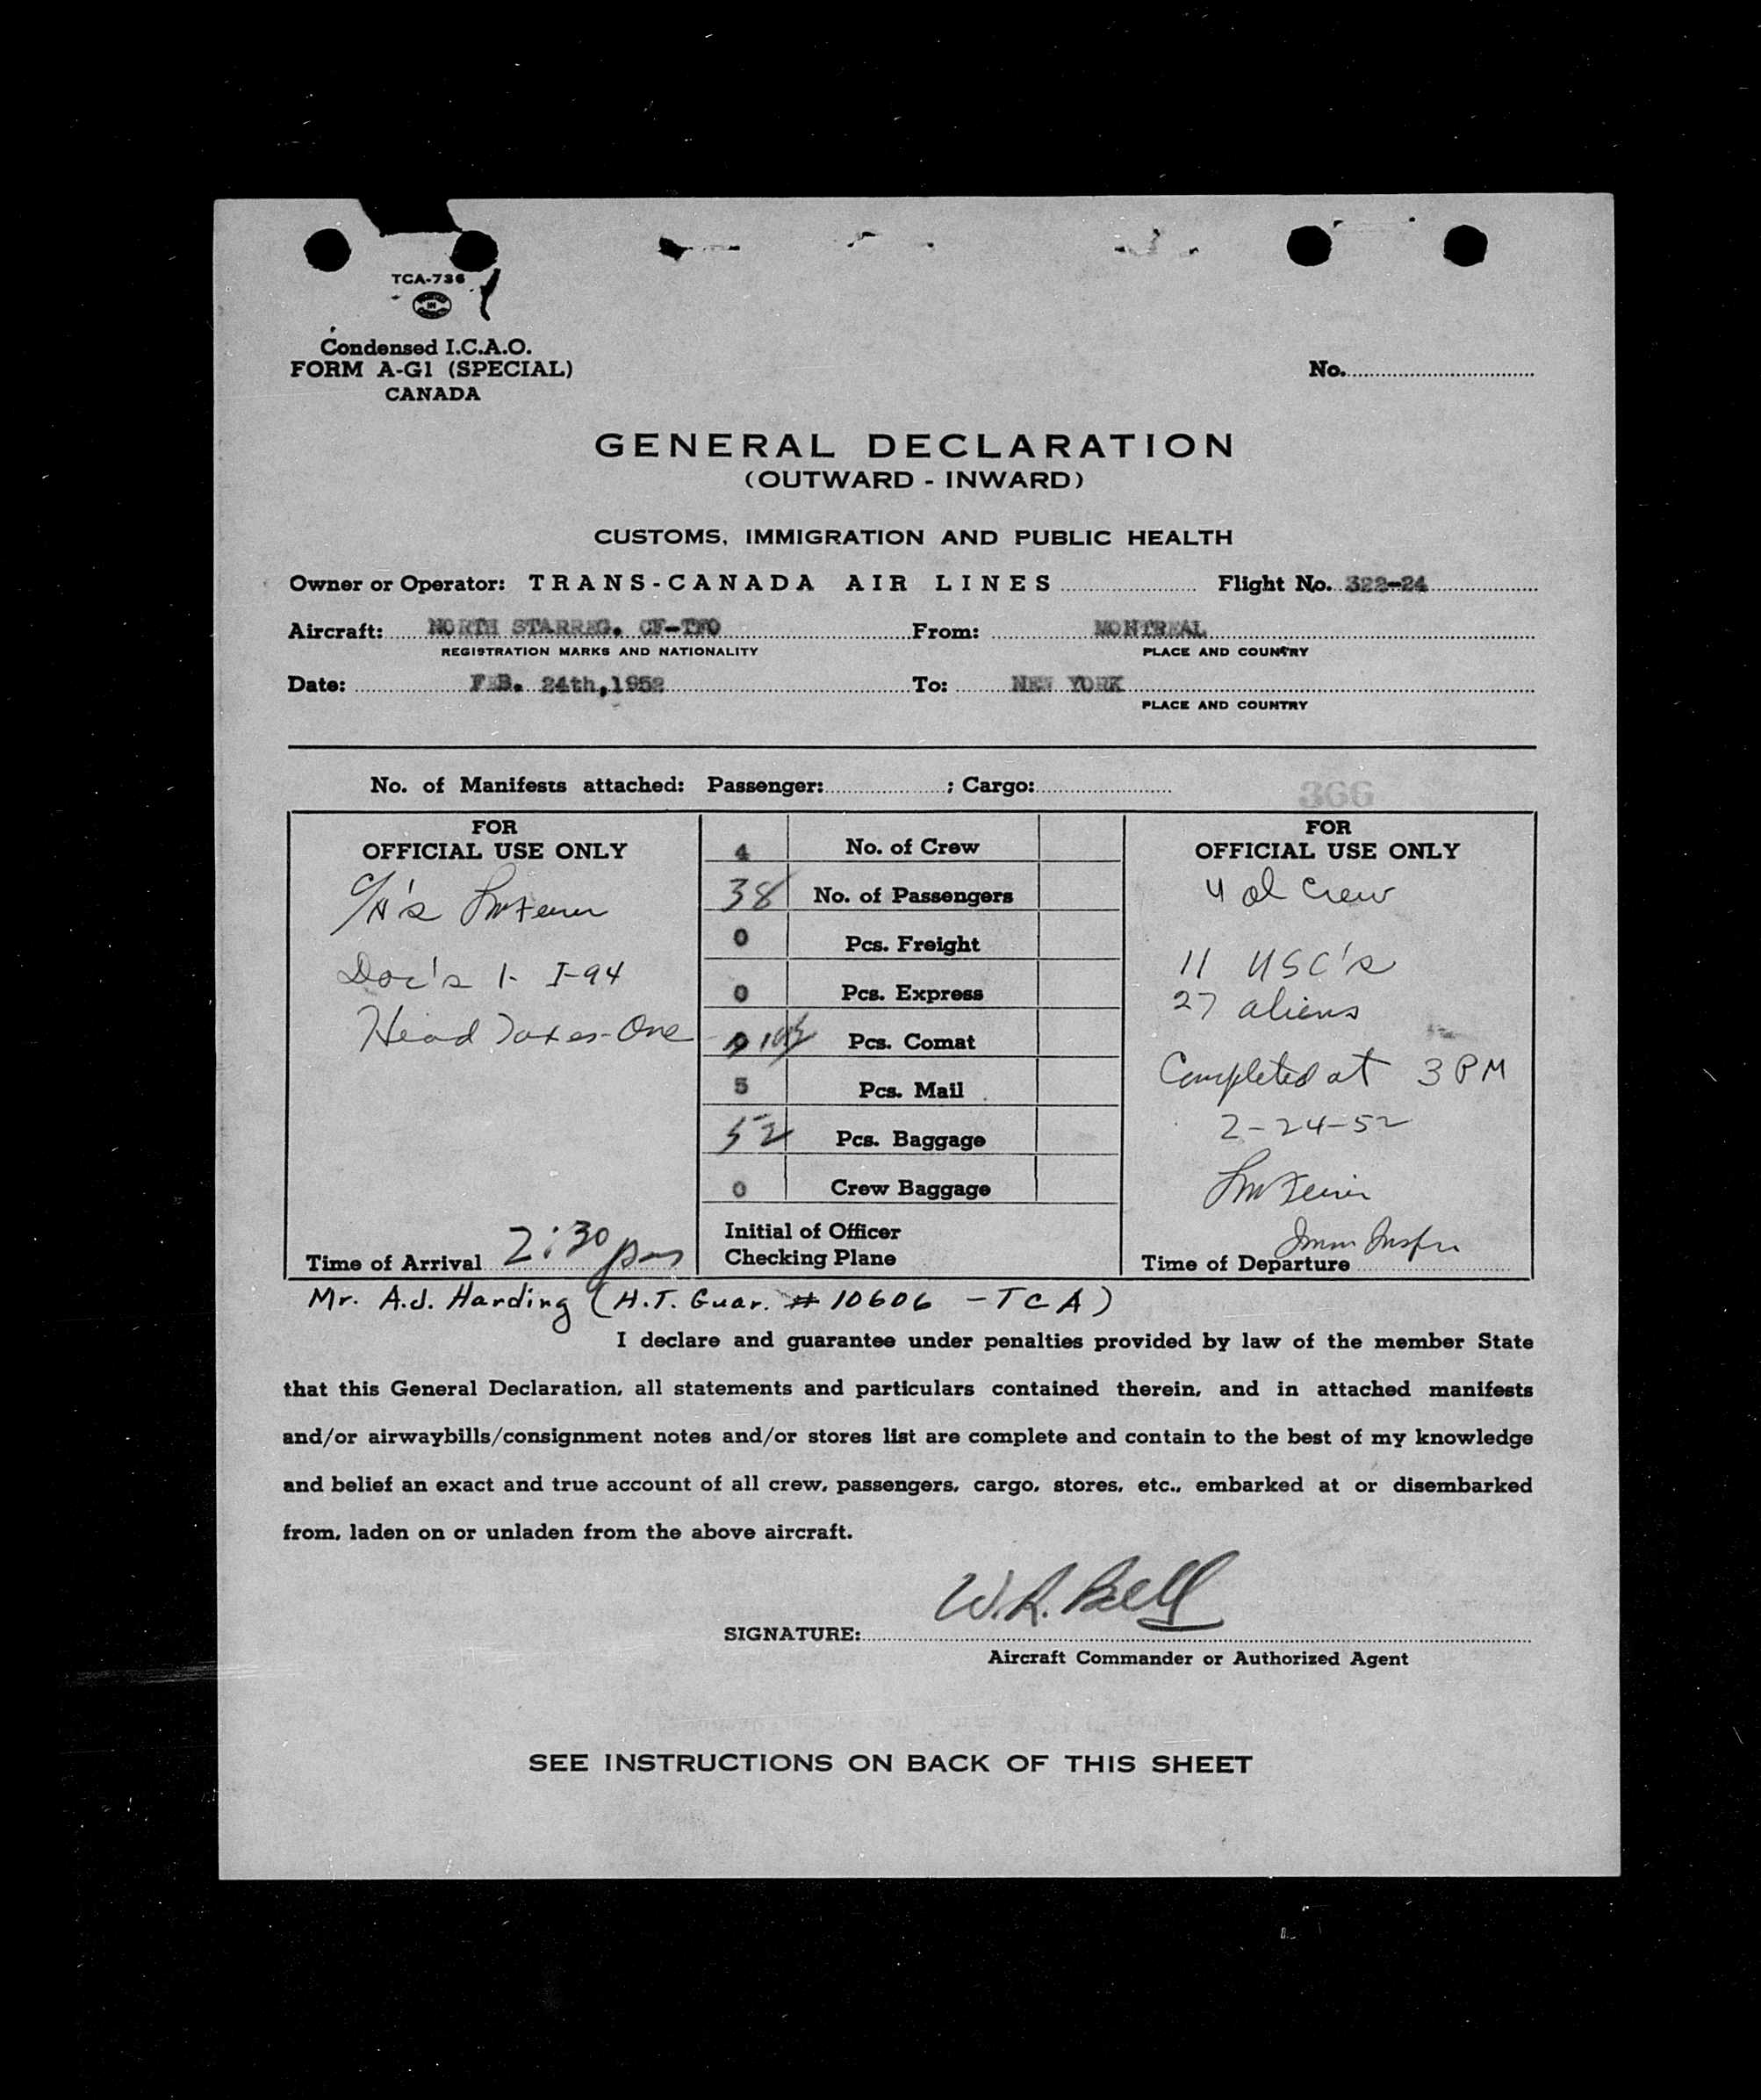 TCA-736
Condensed I.C.A.O.
FORM A-G1 (SPECIAL)
CANADA
No.
GENERAL DECLARATION
(OUTWARD - INWARD)
CUSTOMS, IMMIGRATION AND PUBLIC HEALTH
Owner or Operator: TRANS-CANADA AIR LINES Flight No. 322-24
Aircraft: NORTH STAR REG. CF-TFO From: MONTREAL
REGISTRATION MARKS AND NATIONALITY PLACE AND COUNTRY
Date: FEB. 24th, 1952 To: NEW YORK
PLACE AND COUNTRY
No. of Manifests attached: Passenger: ; Cargo:
366
FOR
OFFICIAL USE ONLY
Doc's 1- I-94
Head Taxes-One
Time of Arrival 2:30 pm
4 No. of Crew
38 No. of Passengers
0 Pcs. Freight
0 Pcs. Express
Pcs. Comat
5 Pcs. Mail
52 Pcs. Baggage
0 Crew Baggage
Initial of Officer
Checking Plane
FOR
OFFICIAL USE ONLY
4 Crew
11 USC's
27 aliens
Completed at 3 PM
2-24-52
Imm Inspr
Time of Departure
Mr. A.J. Harding (H.T. Guar. # 10606 - TCA)
I declare and guarantee under penalties provided by law of the member State
that this General Declaration, all statements and particulars contained therein, and in attached manifests
and/or airwaybills/consignment notes and/or stores list are complete and contain to the best of my knowledge
and belief an exact and true account of all crew, passengers, cargo, stores, etc., embarked at or disembarked
from, laden on or unladen from the above aircraft.
W.R. Bell
SIGNATURE:
Aircraft Commander or Authorized Agent
SEE INSTRUCTIONS ON BACK OF THIS SHEET